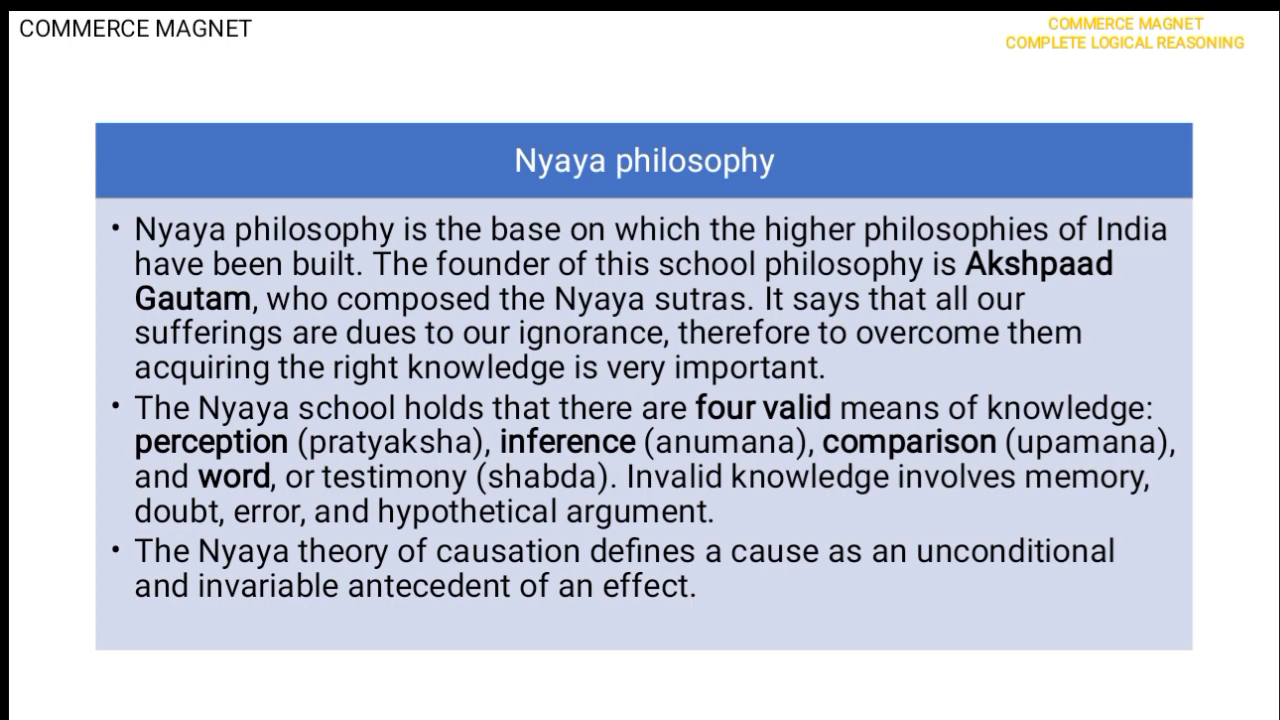 COMMERCE MAGNET
COMMERCE MAGNET
COMPLETE LOGICAL REASONING
Nyaya philosophy
• Nyaya philosophy is the base on which the higher philosophies of India
have been built. The founder of this school philosophy is Akshpaad
Gautam, who composed the Nyaya sutras. It says that all our
sufferings are dues to our ignorance, therefore to overcome them
acquiring the right knowledge is very important.
• The Nyaya school holds that there are four valid means of knowledge:
perception (pratyaksha), inference (anumana), comparison (upamana),
and word, or testimony (shabda). Invalid knowledge involves memory,
doubt, error, and hypothetical argument.
• The Nyaya theory of causation defines a cause as an unconditional
and invariable antecedent of an effect.